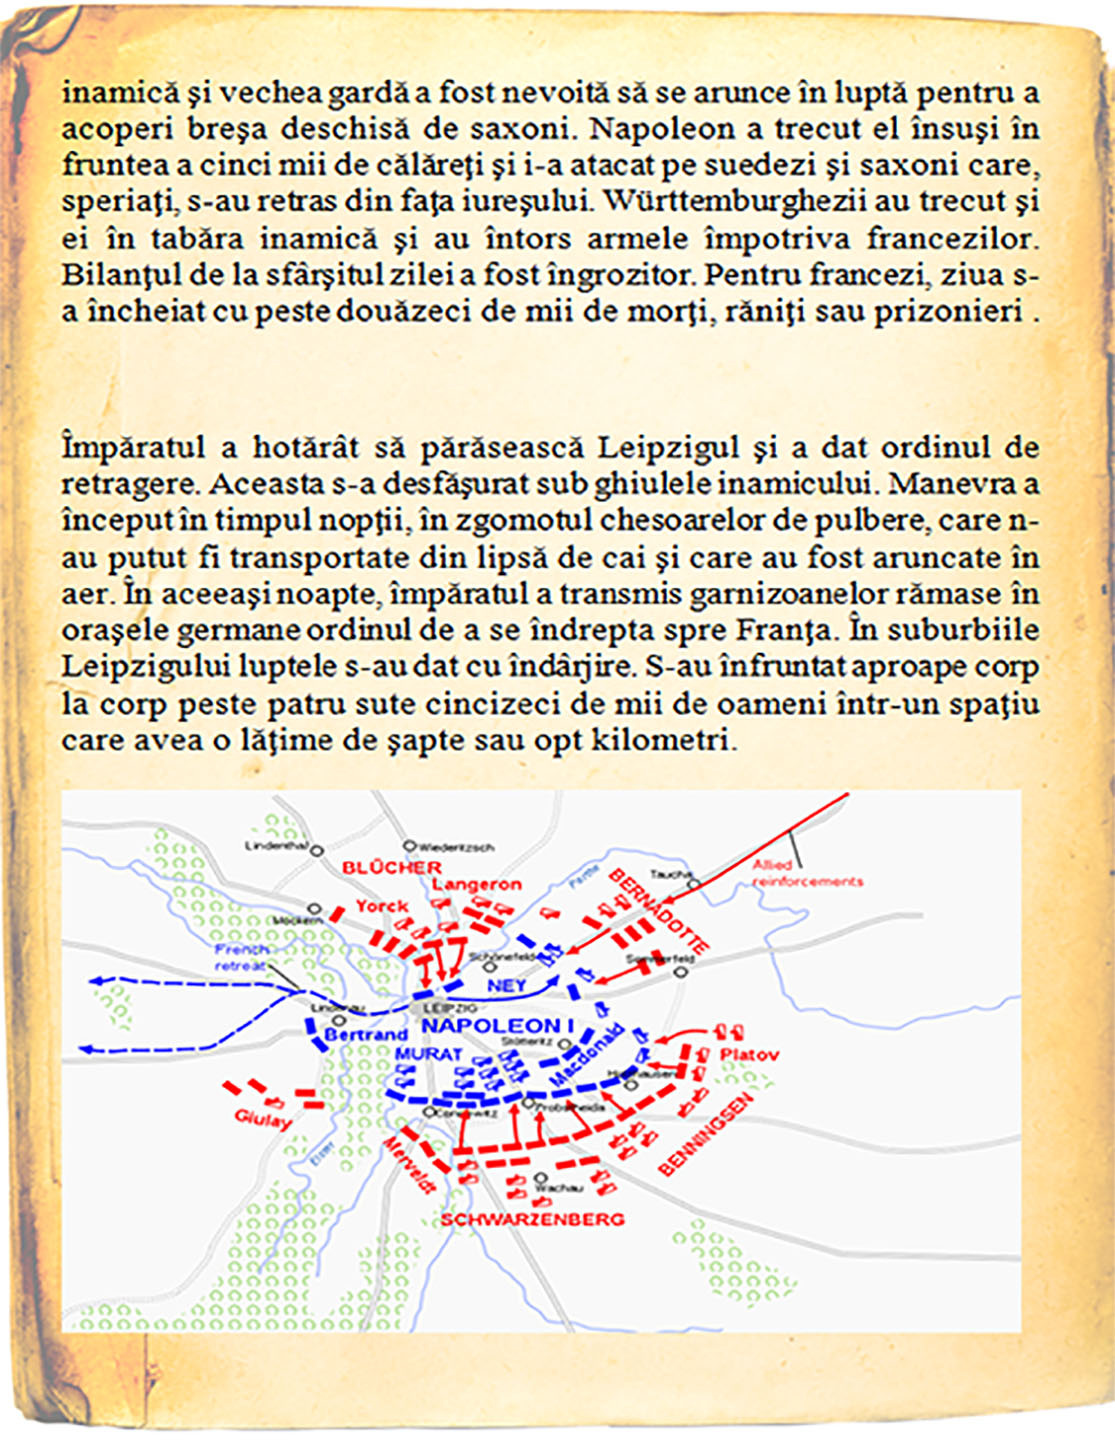 inamică şi vechea gardă a fost nevoită să se arunce în luptă pentru a
acoperi breşa deschisă de saxoni. Napoleon a trecut el însuşi în
fruntea a cinci mii de călăreţi şi i-a atacat pe suedezi şi saxoni care,
speriaţi, s-au retras din faţa iureşului. Württemburghezii au trecut şi
ei în tabăra inamică şi au întors armele împotriva francezilor.
Bilanţul de la sfârşitul zilei a fost îngrozitor. Pentru francezi, ziua s-
a încheiat cu peste douăzeci de mii de morţi, răniţi sau prizonieri .
Împăratul a hotărât să părăsească Leipzigul şi a dat ordinul de
retragere. Aceasta s-a desfăşurat sub ghiulele inamicului. Manevra a
început în timpul nopţii, în zgomotul chesoarelor de pulbere, care n-
au putut fi transportate din lipsă de cai şi care au fost aruncate în
aer. În aceeaşi noapte, împăratul a transmis garnizoanelor rămase în
oraşele germane ordinul de a se îndrepta spre Franţa. În suburbiile
Leipzigului luptele s-au dat cu îndârjire. S-au înfruntat aproape corp
la corp peste patru sute cincizeci de mii de oameni într-un spaţiu
care avea o lăţime de şapte sau opt kilometri.
Lindenthal
Wiederitzsch
BLÜCHER
Langeron
Parthe
Taucha
Allied
reinforcements
Yorck
BERNADOTTE
Möckern
French
retreat
Schönefeld
Sommerfeld
NEY
Lindenau
LEIPZIG
NAPOLEON I
Bertrand
Stötteritz
MURAT
Macdonald
Platov
Holzhausen
Giulay
Connewitz
Probstheida
BENNINGSEN
Elster
Merveldt
Wachau
SCHWARZENBERG